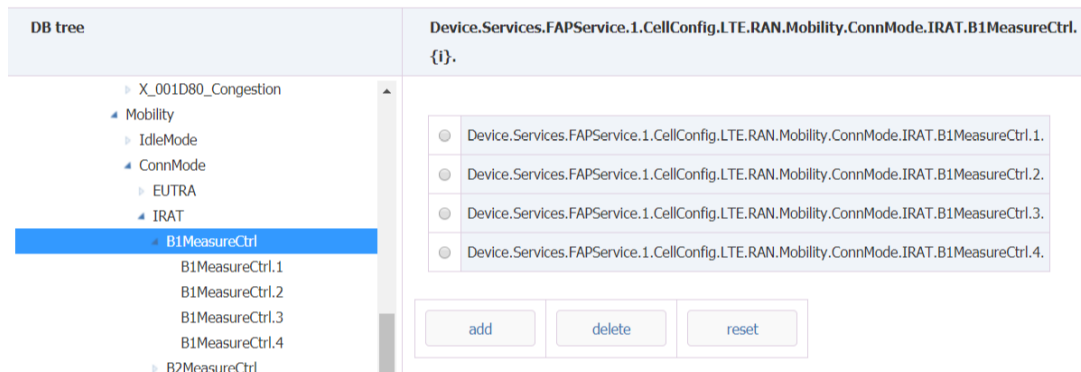 DB tree
Device.Services.FAPService.1.CellConfig.LTE.RAN.Mobility.ConnMode.IRAT.B1MeasureCtrl.
{i}.
X_001D80_Congestion
Mobility
IdleMode
ConnMode
EUTRA
IRAT
B1MeasureCtrl
B1MeasureCtrl.1
B1MeasureCtrl.2
B1MeasureCtrl.3
B1MeasureCtrl.4
B2MeasureCtrl
Device.Services.FAPService.1.CellConfig.LTE.RAN.Mobility.ConnMode.IRAT.B1MeasureCtrl.1.
Device.Services.FAPService.1.CellConfig.LTE.RAN.Mobility.ConnMode.IRAT.B1MeasureCtrl.2.
Device.Services.FAPService.1.CellConfig.LTE.RAN.Mobility.ConnMode.IRAT.B1MeasureCtrl.3.
Device.Services.FAPService.1.CellConfig.LTE.RAN.Mobility.ConnMode.IRAT.B1MeasureCtrl.4.
add
delete
reset